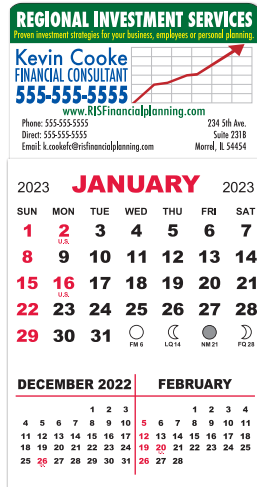 REGIONAL INVESTMENT SERVICES
Proven investment strategies for your business, employees or personal planning.
Kevin Cooke
FINANCIAL CONSULTANT
555-555-5555
www.RISFinancialplanning.com
Phone: 555-555-5555 234 5th Ave.
Direct: 555-555-5555 Suite 231B
Email: k.cookefc@risfinancialplanning.com Morrel, IL 54454
2023 JANUARY 2023
SUN MON TUE WED THU FRI SAT
1 2 3 4 5 6 7
U.S.
8 9 10 11 12 13 14
15 16 17 18 19 20 21
U.S.
22 23 24 25 26 27 28
29 30 31
FM 6 LQ 14 NM 21 FQ 28
DECEMBER 2022 FEBRUARY
1 2 3 1 2 3 4
4 5 6 7 8 9 10 5 6 7 8 9 10 11
11 12 13 14 15 16 17 12 13 14 15 16 17 18
18 19 20 21 22 23 24 19 20 21 22 23 24 25
25 26 27 28 29 30 31 26 27 28